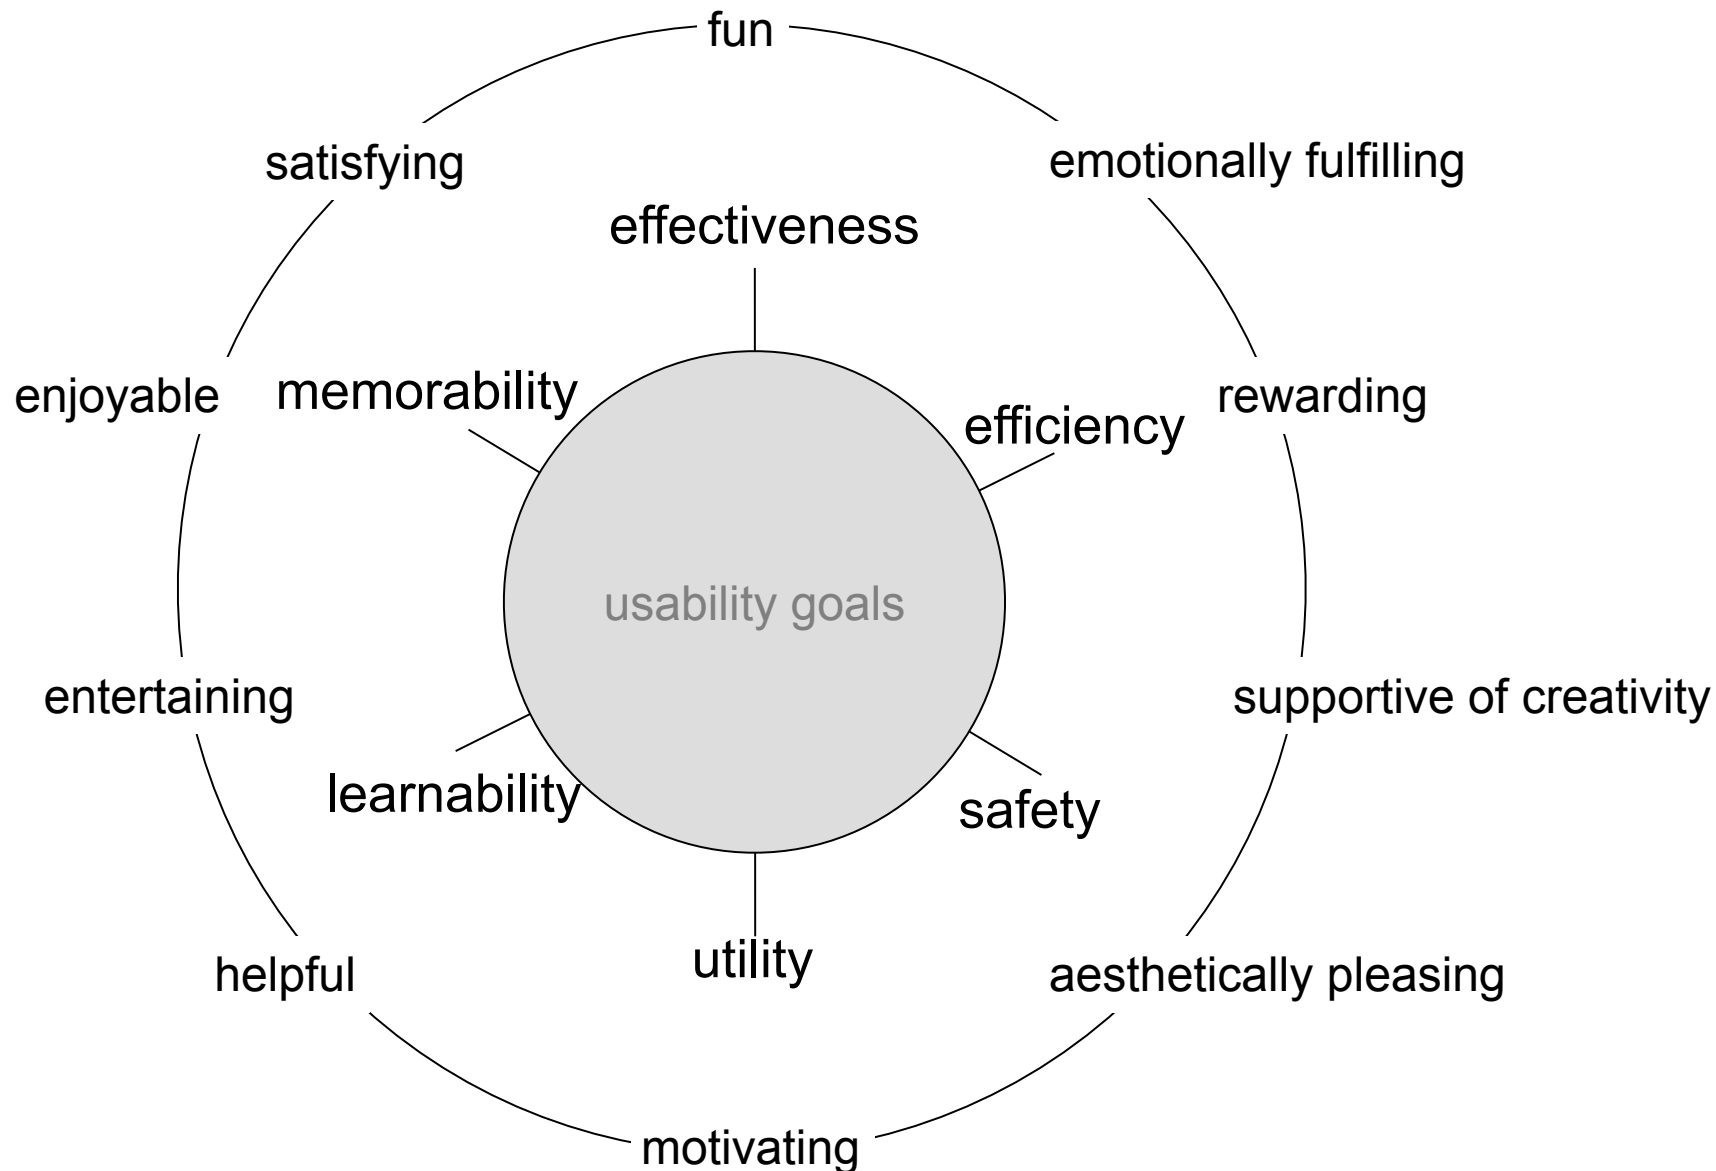 fun
satisfying
emotionally fulfilling
effectiveness
enjoyable
memorability
efficiency
rewarding
usability goals
entertaining
supportive of creativity
learnability
safety
helpful
utility
aesthetically pleasing
motivating